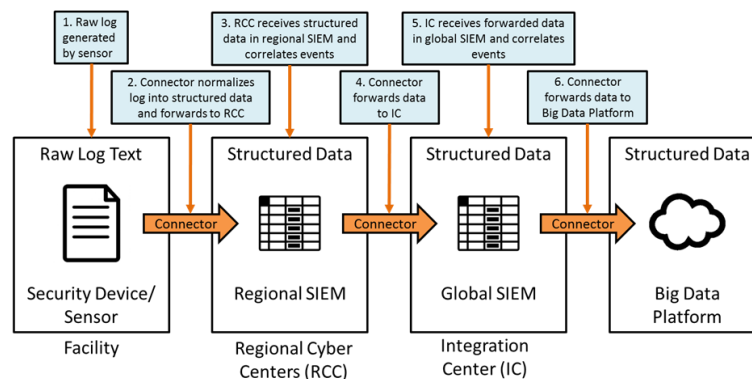 1. Raw log
generated
by sensor
3. RCC receives structured
data in regional SIEM and
correlates events
5. IC receives forwarded data
in global SIEM and correlates
events
2. Connector normalizes
log into structured data
and forwards to RCC
4. Connector
forwards data
to IC
6. Connector
forwards data to
Big Data Platform
Raw Log Text
Structured Data
Structured Data
Structured Data
Connector
Connector
Connector
Security Device/
Sensor
Regional SIEM
Global SIEM
Big Data
Platform
Facility
Regional Cyber
Centers (RCC)
Integration
Center (IC)